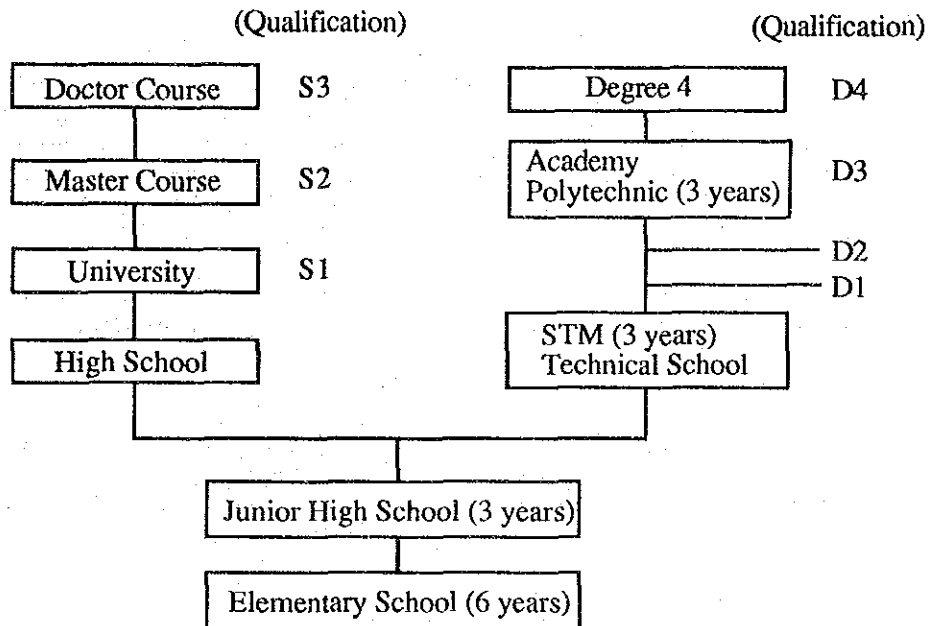 (Qualification)
(Qualification)
Doctor Course
S3
Degree 4
D4
Master Course
S2
Academy
Polytechnic (3 years)
D3
University
S1
D2
D1
High School
STM (3 years)
Technical School
Junior High School (3 years)
Elementary School (6 years)